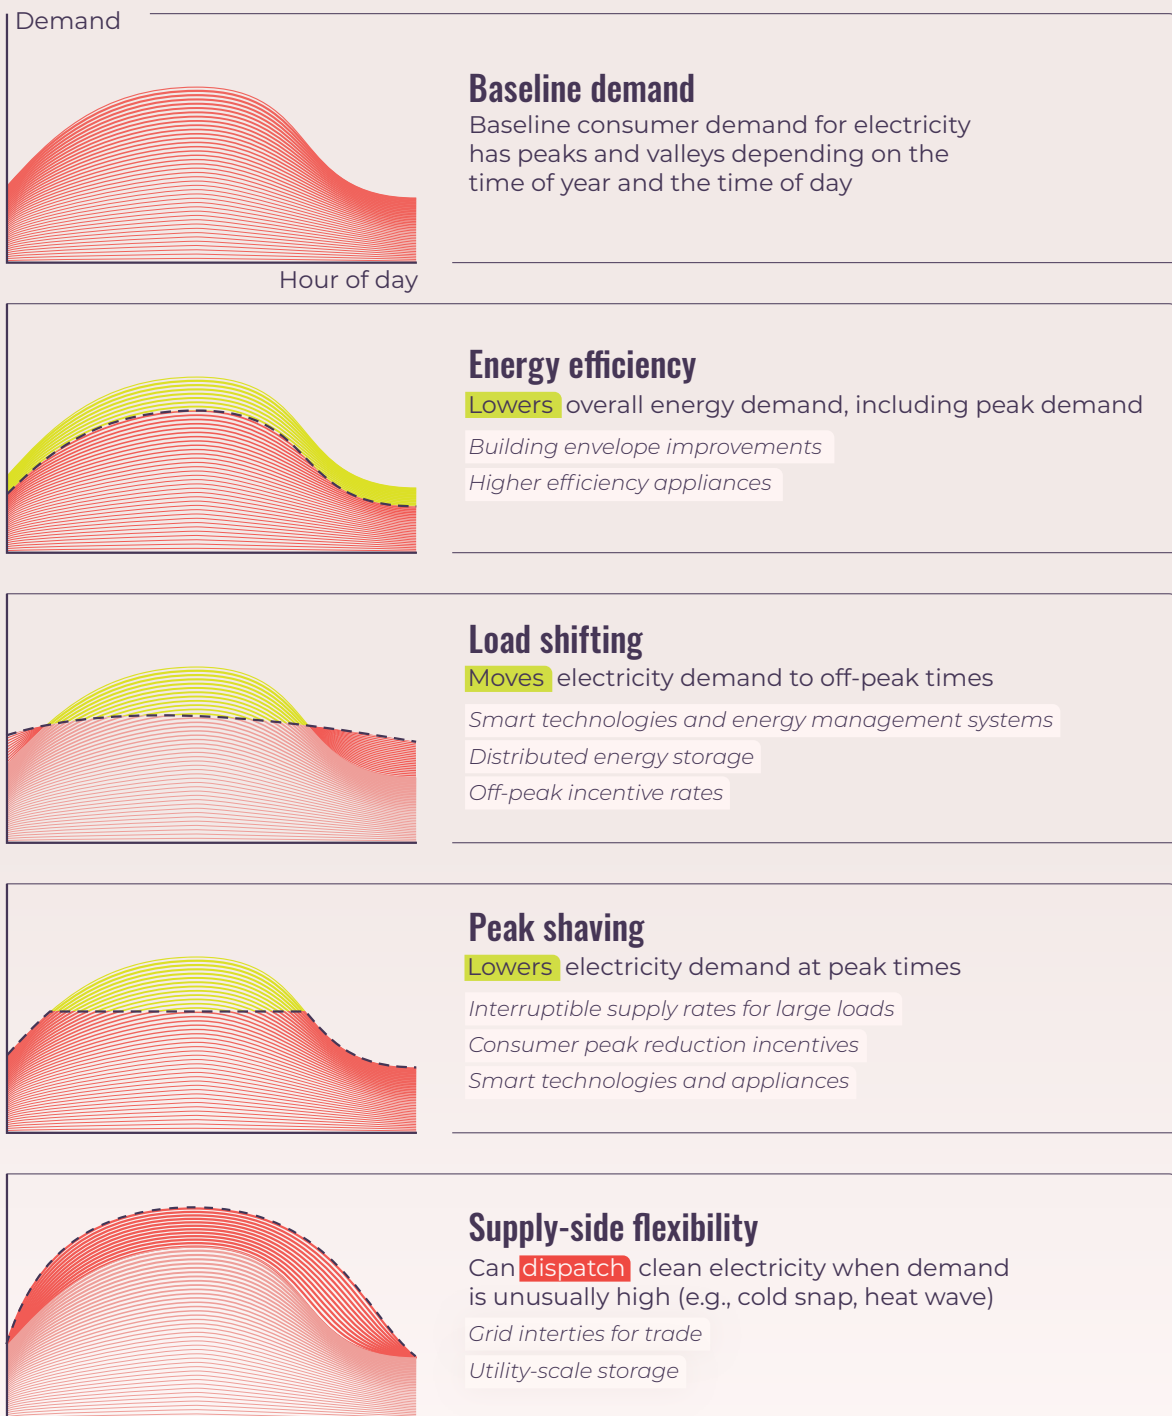 Demand
Baseline demand
Baseline consumer demand for electricity
has peaks and valleys depending on the
time of year and the time of day
Hour of day
Energy efficiency
Lowers overall energy demand, including peak demand
Building envelope improvements
Higher efficiency appliances
Load shifting
Moves electricity demand to off-peak times
Smart technologies and energy management systems
Distributed energy storage
Off-peak incentive rates
Peak shaving
Lowers electricity demand at peak times
Interruptible supply rates for large loads
Consumer peak reduction incentives
Smart technologies and appliances
Supply-side flexibility
Can dispatch clean electricity when demand
is unusually high (e.g., cold snap, heat wave)
Grid interties for trade
Utility-scale storage